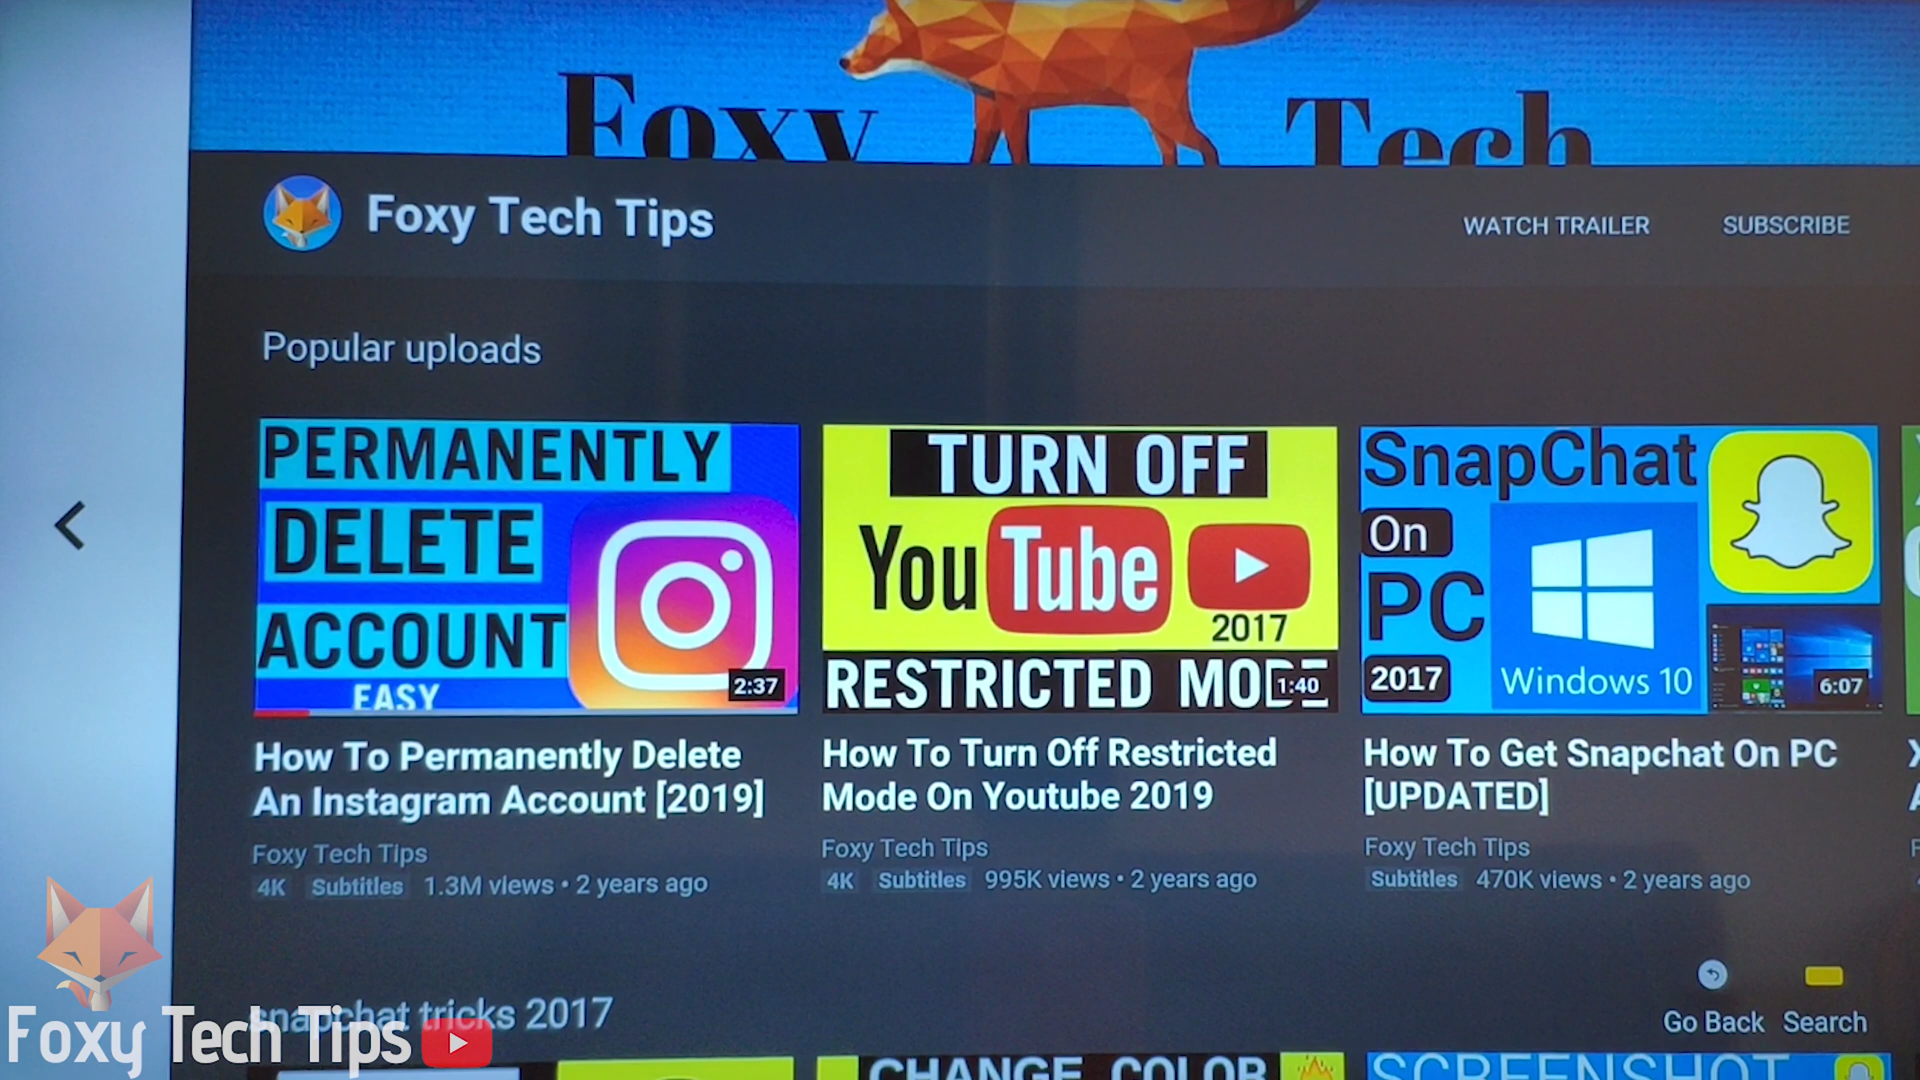 Foxy Tech
Foxy Tech Tips
WATCH TRAILER SUBSCRIBE
Popular uploads
PERMANENTLY
DELETE
ACCOUNT
EASY
2:37
TURN OFF
YouTube
2017
RESTRICTED MODE
1:40
SnapChat
On
PC
2017
Windows 10
6:07
How To Permanently Delete
An Instagram Account [2019]
Foxy Tech Tips
4K Subtitles 1.3M views • 2 years ago
How To Turn Off Restricted
Mode On Youtube 2019
Foxy Tech Tips
4K Subtitles 995K views • 2 years ago
How To Get Snapchat On PC
[UPDATED]
Foxy Tech Tips
Subtitles 470K views • 2 years ago
snapchat tricks 2017
Go Back Search
Foxy Tech Tips
CHANGE COLOR
SCREENSHOT